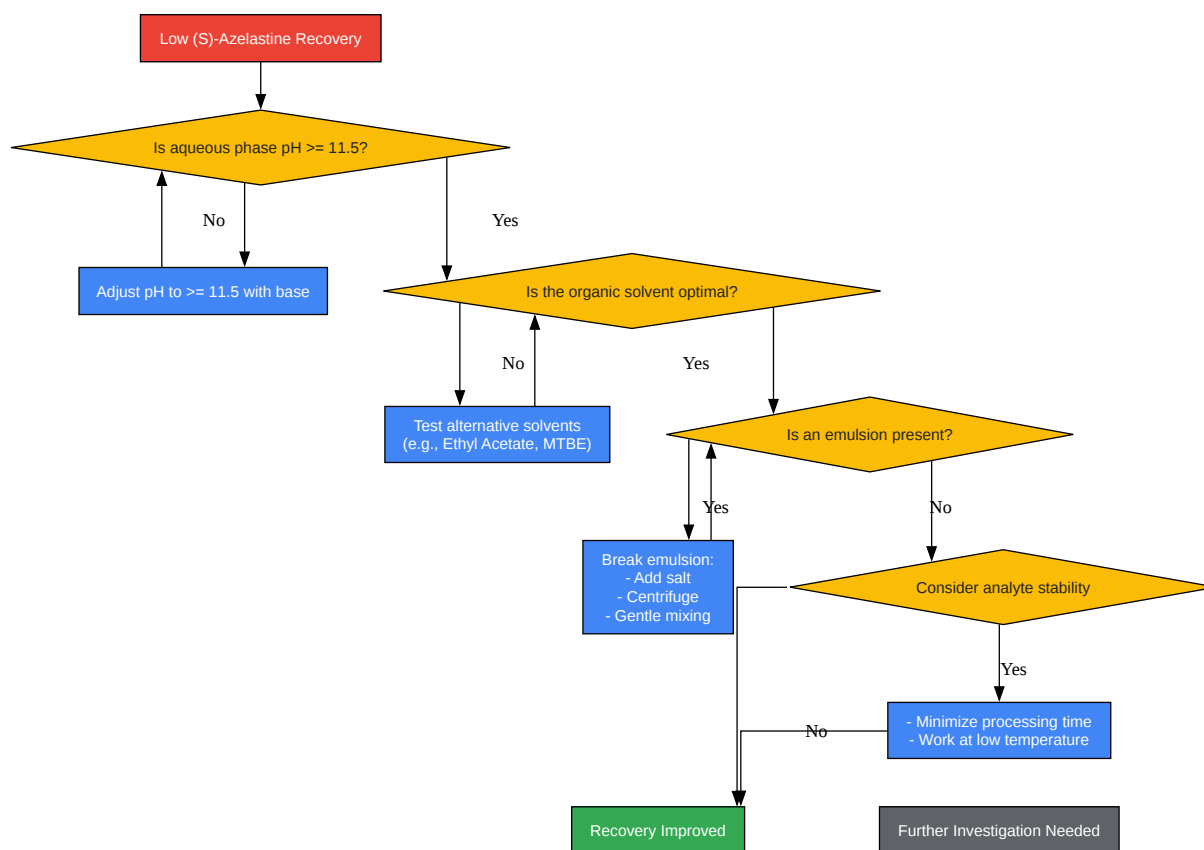 Low (S)-Azelastine Recovery
Is aqueous phase pH >= 11.5?
No
Yes
Adjust pH to >= 11.5 with base
Is the organic solvent optimal?
No
Yes
Test alternative solvents
(e.g., Ethyl Acetate, MTBE)
Is an emulsion present?
Yes
No
Break emulsion:
- Add salt
- Centrifuge
- Gentle mixing
Consider analyte stability
Yes
- Minimize processing time
- Work at low temperature
No
Recovery Improved
Further Investigation Needed